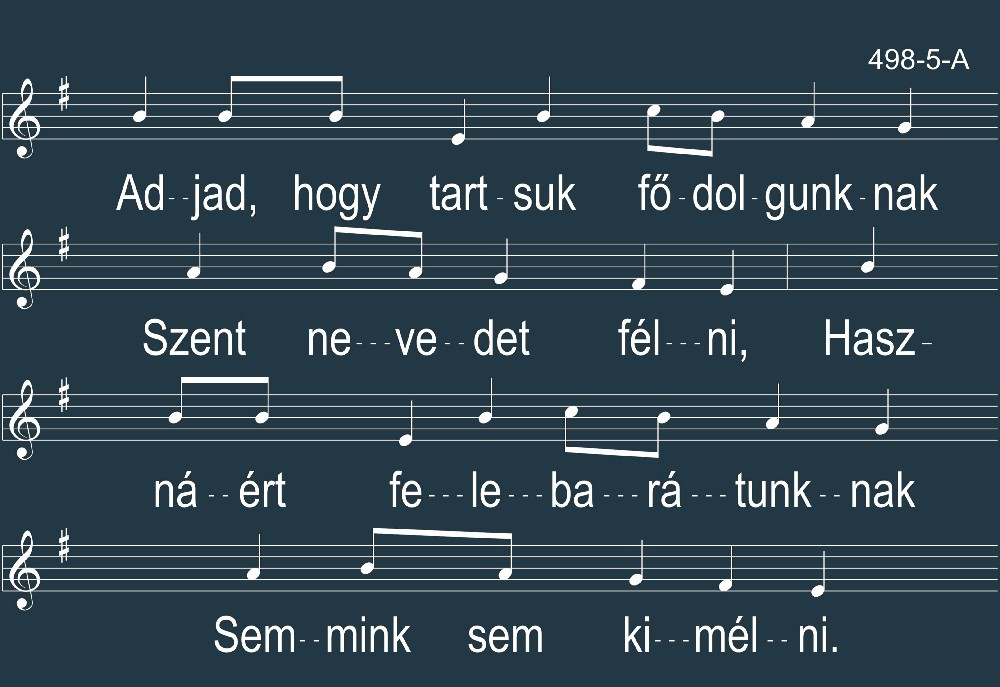 498-5-A
Ad--jad, hogy tart-suk fő-dol-gunk-nak
Szent ne---ve--det fél---ni, Hasz-
ná--ért fe---le---ba---rá---tunk--nak
Sem--mink sem ki---mél--ni.